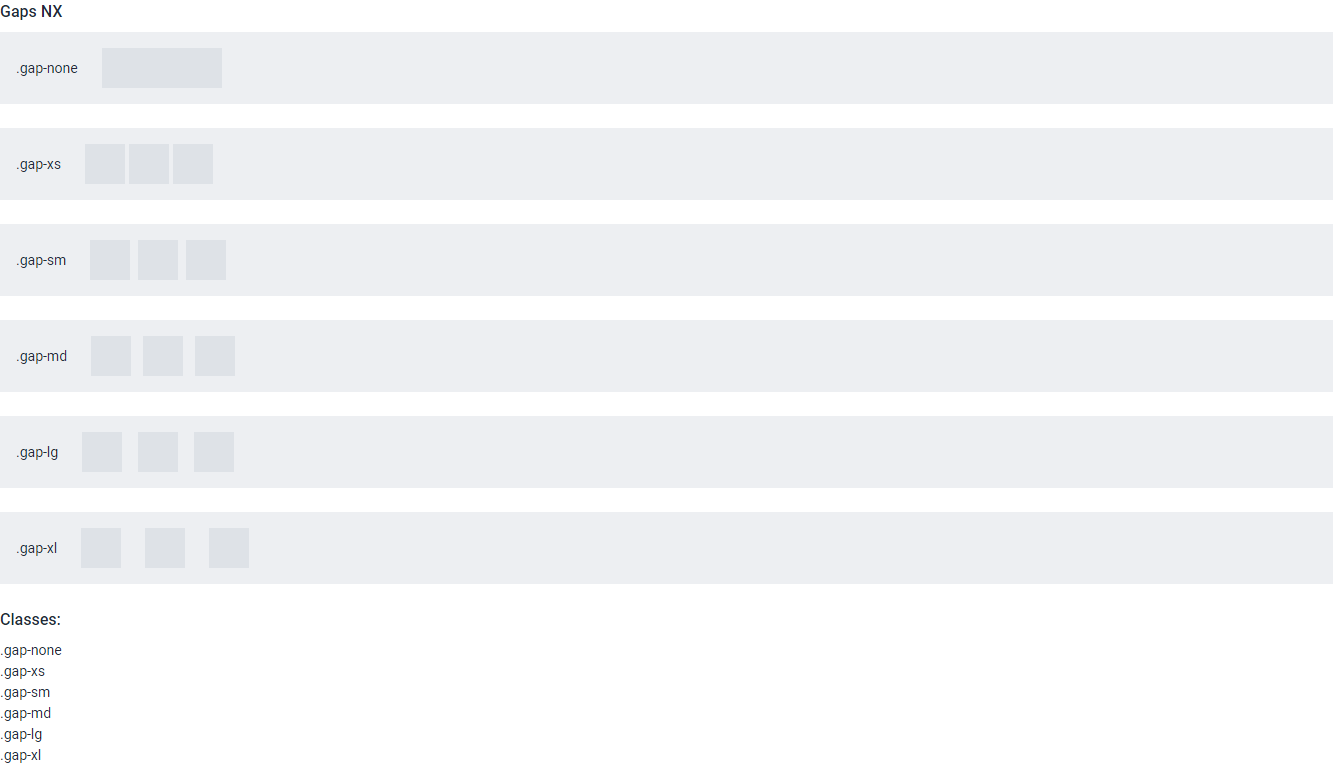 Gaps NX
.gap-none
.gap-xs
.gap-sm
.gap-md
.gap-lg
.gap-xl
Classes:
.gap-none
.gap-xs
.gap-sm
.gap-md
.gap-lg
.gap-xl